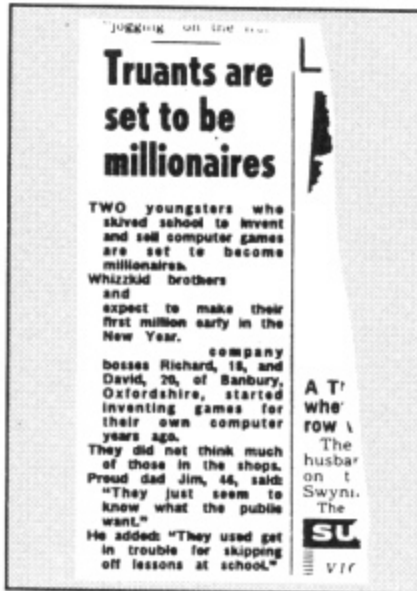 "jogging" on the
Truants are
set to be
millionaires
TWO youngsters who
skived school to invent
and sell computer games
are set to become
millionaires.
Whizzkid brothers
and
expect to make their
first million early in the
New Year.
company
bosses Richard, 18, and
David, 20, of Banbury,
Oxfordshire, started
inventing games for
their own computer
years ago.
They did not think much
of those in the shops.
Proud dad Jim, 44, said:
"They just seem to
know what the public
want."
He added: "They used get
in trouble for skipping
off lessons at school."
L
A T
whe
row
The
husba
on t
Swyn
The
SU
VIC